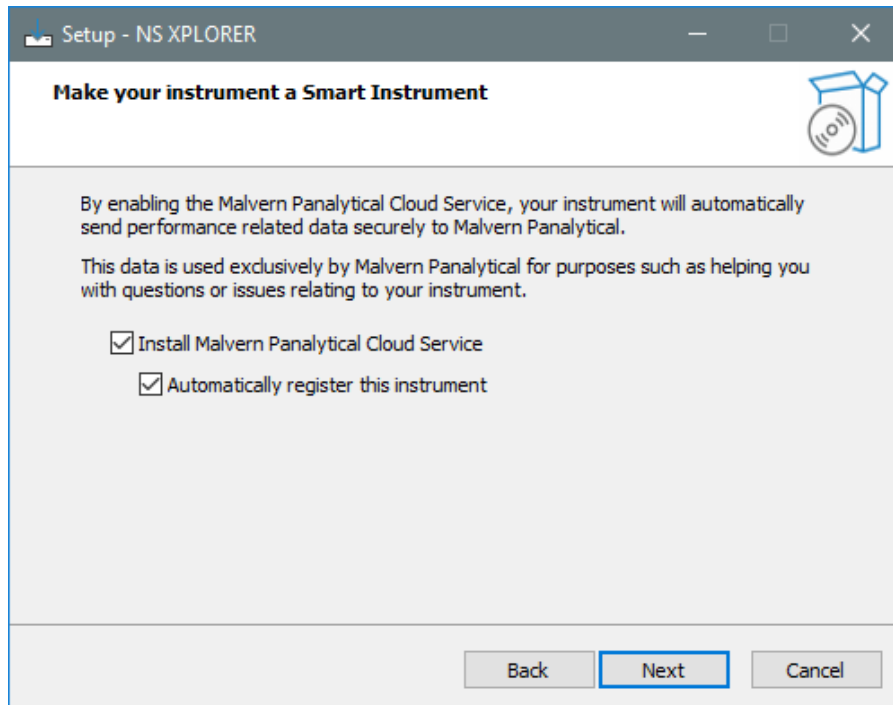 Setup - NS XPLORER
Make your instrument a Smart Instrument
By enabling the Malvern Panalytical Cloud Service, your instrument will automatically
send performance related data securely to Malvern Panalytical.
This data is used exclusively by Malvern Panalytical for purposes such as helping you
with questions or issues relating to your instrument.
Install Malvern Panalytical Cloud Service
Automatically register this instrument
Back Next Cancel